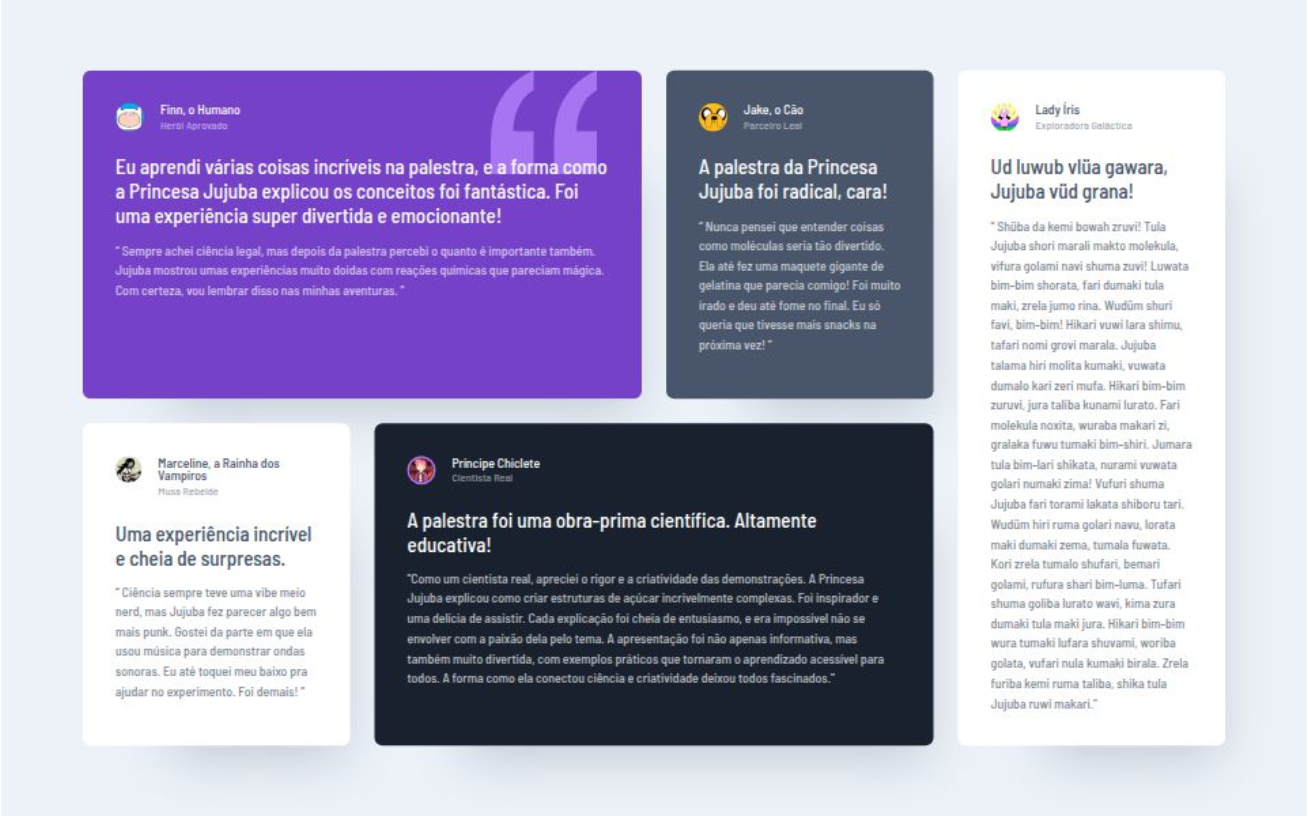 Finn, o Humano
Herói Aprovado
Eu aprendi várias coisas incríveis na palestra, e a forma como
a Princesa Jujuba explicou os conceitos foi fantástica. Foi
uma experiência super divertida e emocionante!
“ Sempre achei ciência legal, mas depois da palestra percebi o quanto é importante também.
Jujuba mostrou umas experiências muito doidas com reações químicas que pareciam mágica.
Com certeza, vou lembrar disso nas minhas aventuras. ”
Jake, o Cão
Parceiro Leal
A palestra da Princesa
Jujuba foi radical, cara!
“ Nunca pensei que entender coisas
como moléculas seria tão divertido.
Ela até fez uma maquete gigante de
gelatina que parecia comigo! Foi muito
irado e deu até fome no final. Eu só
queria que tivesse mais snacks na
próxima vez! ”
Lady Íris
Exploradora Galáctica
Ud luwub vlüa gawara,
Jujuba vüd grana!
“ Shüba da kemi bowah zruvi! Tula
Jujuba shori marali makto molekula,
vifura golami navi shuma zuvi! Luwata
bim-bim shorata, fari dumaki tula
maki, zrela jumo rina. Wudüm shuri
favi, bim-bim! Hikari vuwi lara shimu,
tafari nomi grovi marala. Jujuba
talama hiri molita kumaki, vuwata
dumalo kari zeri mufa. Hikari bim-bim
zuruvi, jura taliba kunami lurato. Fari
molekula noxita, wuraba makari zi,
gralaka fuwu tumaki bim-shiri. Jumara
tula bim-lari shikata, nurami vuwata
golari numaki zima! Vufuri shuma
Jujuba fari torami lakata shiboru tari.
Wudüm hiri ruma golari navu, lorata
maki dumaki zema, tumala fuwata.
Kori zrela tumalo shufari, bemari
golami, rufura shari bim-luma. Tufari
shuma goliba lurato wavi, kima zura
dumaki tula maki jura. Hikari bim-bim
wura tumaki lufara shuvami, woriba
golata, vufari nula kumaki birala. Zrela
furiba kemi ruma taliba, shika tula
Jujuba ruwi makari.”
Marceline, a Rainha dos
Vampiros
Musa Rebelde
Uma experiência incrível
e cheia de surpresas.
“ Ciência sempre teve uma vibe meio
nerd, mas Jujuba fez parecer algo bem
mais punk. Gostei da parte em que ela
usou música para demonstrar ondas
sonoras. Eu até toquei meu baixo pra
ajudar no experimento. Foi demais! ”
Príncipe Chiclete
Cientista Real
A palestra foi uma obra-prima científica. Altamente
educativa!
"Como um cientista real, apreciei o rigor e a criatividade das demonstrações. A Princesa
Jujuba explicou como criar estruturas de açúcar incrivelmente complexas. Foi inspirador e
uma delícia de assistir. Cada explicação foi cheia de entusiasmo, e era impossível não se
envolver com a paixão dela pelo tema. A apresentação foi não apenas informativa, mas
também muito divertida, com exemplos práticos que tornaram o aprendizado acessível para
todos. A forma como ela conectou ciência e criatividade deixou todos fascinados."